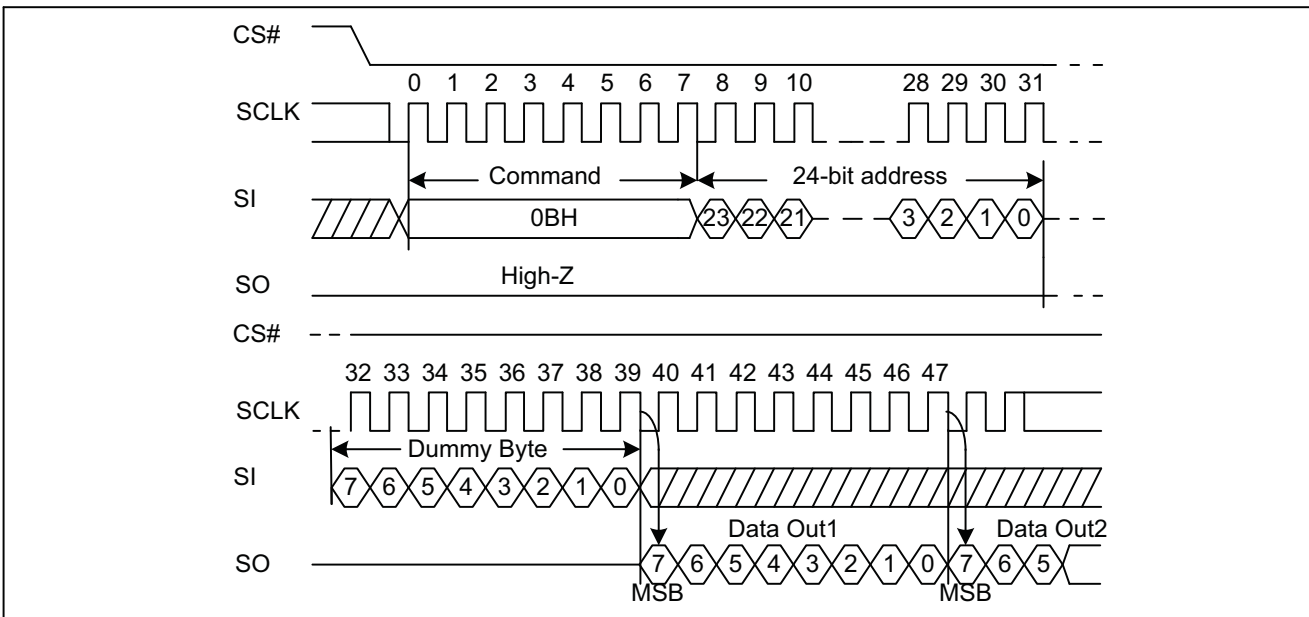 CS#
0 1 2 3 4 5 6 7 8 9 10 28 29 30 31
SCLK
Command 24-bit address
SI
0BH 23 22 21 3 2 1 0
High-Z
SO
CS#
32 33 34 35 36 37 38 39 40 41 42 43 44 45 46 47
SCLK
Dummy Byte
SI
7 6 5 4 3 2 1 0
Data Out1 Data Out2
SO
7 6 5 4 3 2 1 0 7 6 5
MSB MSB